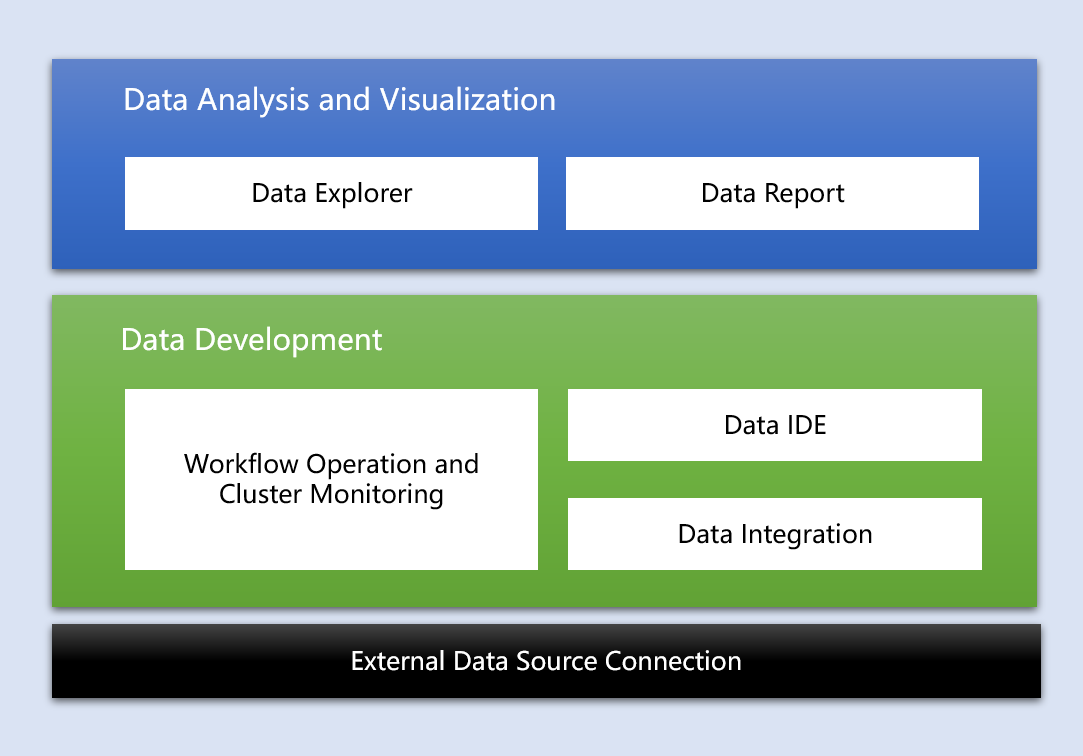 Data Analysis and Visualization
Data Explorer
Data Report
Data Development
Workflow Operation and
Cluster Monitoring
Data IDE
Data Integration
External Data Source Connection